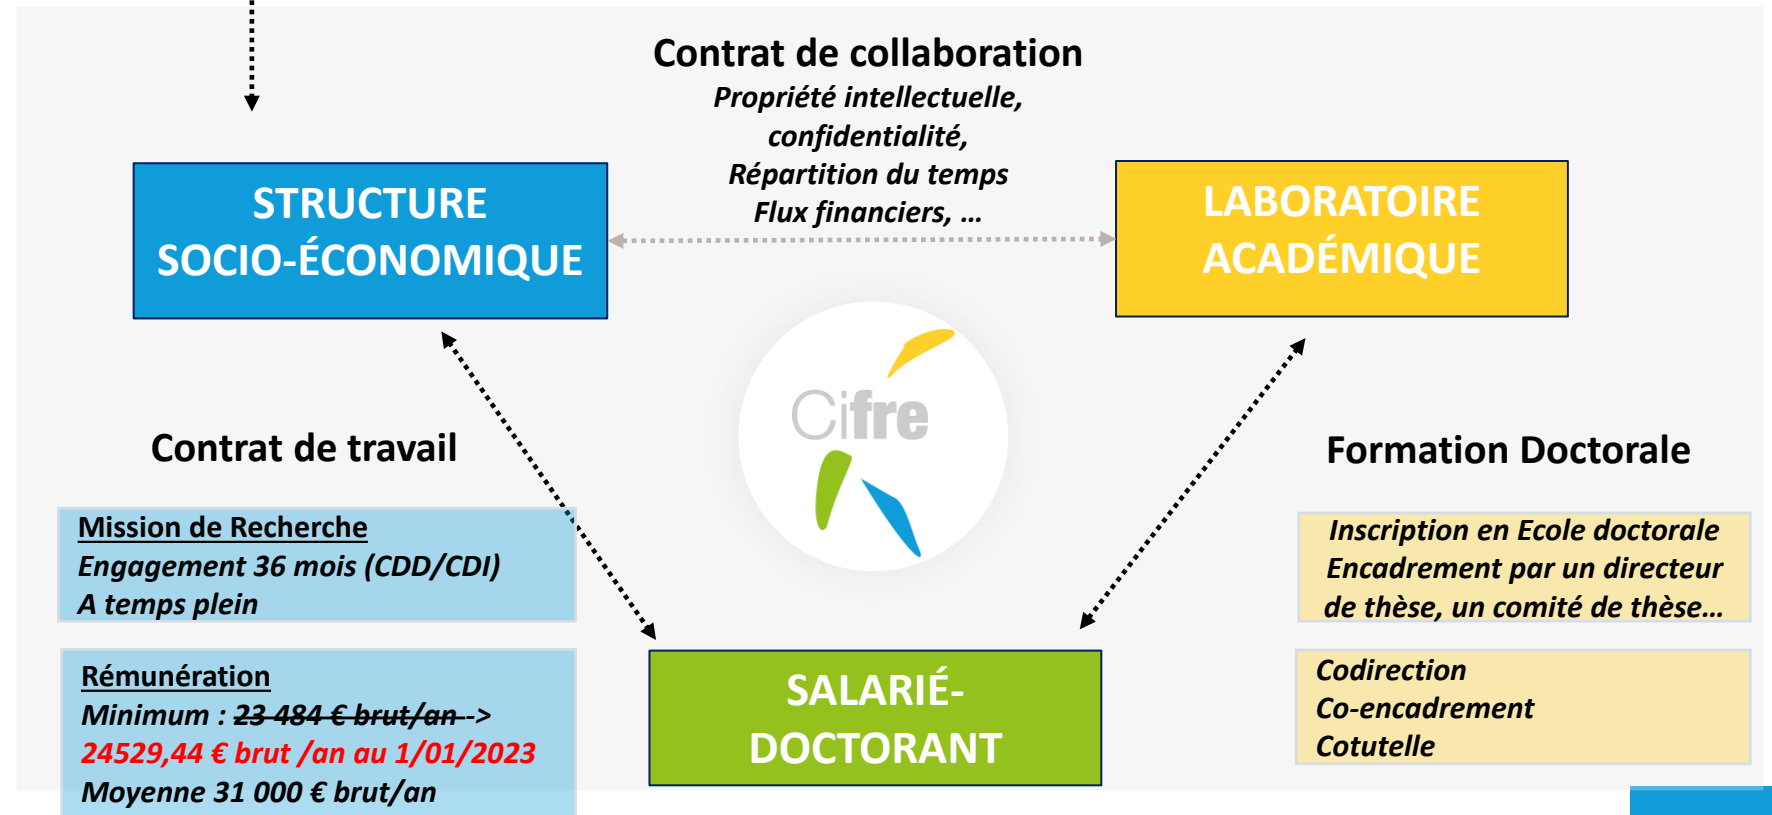 Contrat de collaboration
Propriété intellectuelle,
confidentialité,
Répartition du temps
Flux financiers, ...
STRUCTURE
SOCIO-ÉCONOMIQUE
LABORATOIRE
ACADÉMIQUE
Cifre
Contrat de travail
Mission de Recherche
Engagement 36 mois (CDD/CDI)
A temps plein
Rémunération
Minimum : 23 484 € brut/an ->
24529,44 € brut /an au 1/01/2023
Moyenne 31 000 € brut/an
SALARIÉ-
DOCTORANT
Formation Doctorale
Inscription en Ecole doctorale
Encadrement par un directeur
de thèse, un comité de thèse...
Codirection
Co-encadrement
Cotutelle